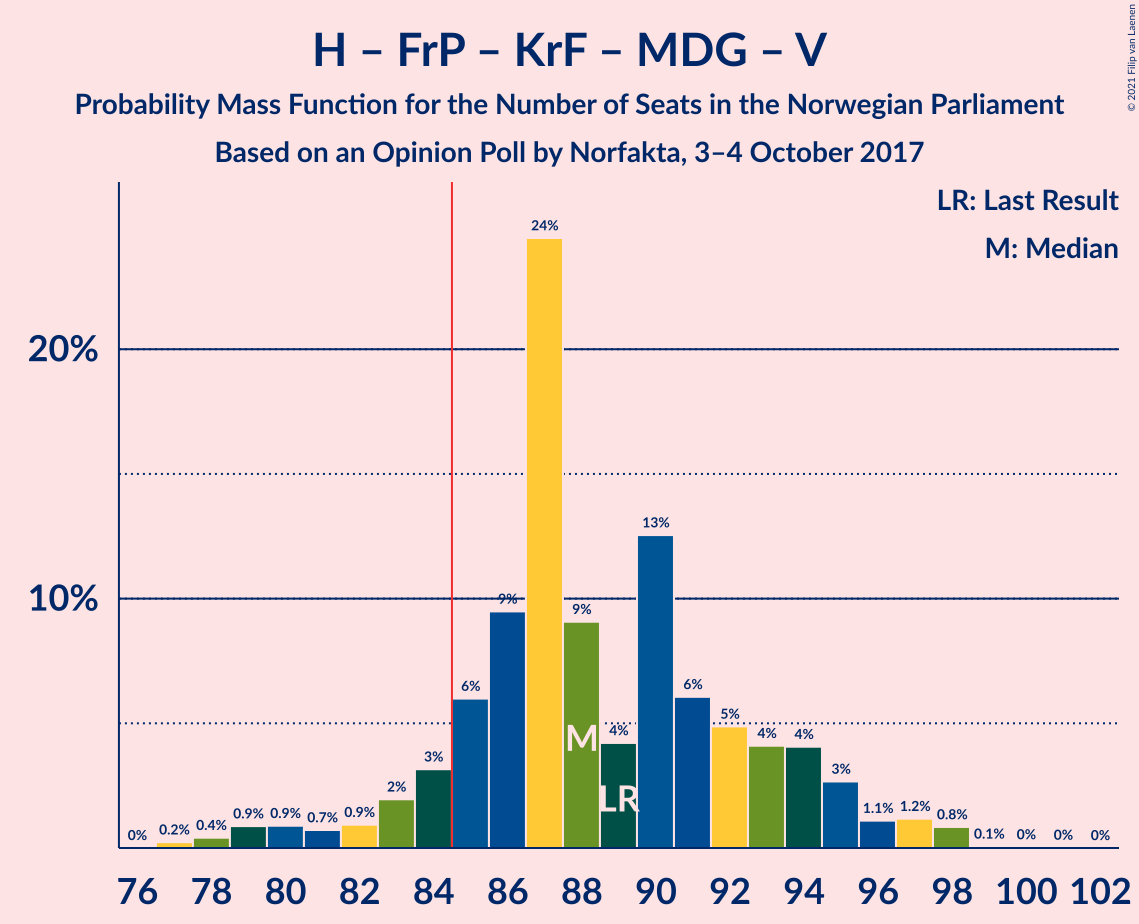 H – FrP – KrF – MDG – V
Probability Mass Function for the Number of Seats in the Norwegian Parliament
Based on an Opinion Poll by Norfakta, 3–4 October 2017
© 2021 Filip van Laenen
LR: Last Result
M: Median
20%
10%
0% 0.2% 0.4% 0.9% 0.9% 0.7% 0.9% 2% 3% 6% 9% 24% 9% 4% 13% 6% 5% 4% 4% 3% 1.1% 1.2% 0.8% 0.1% 0% 0% 0%
M
LR
76 78 80 82 84 86 88 90 92 94 96 98 100 102